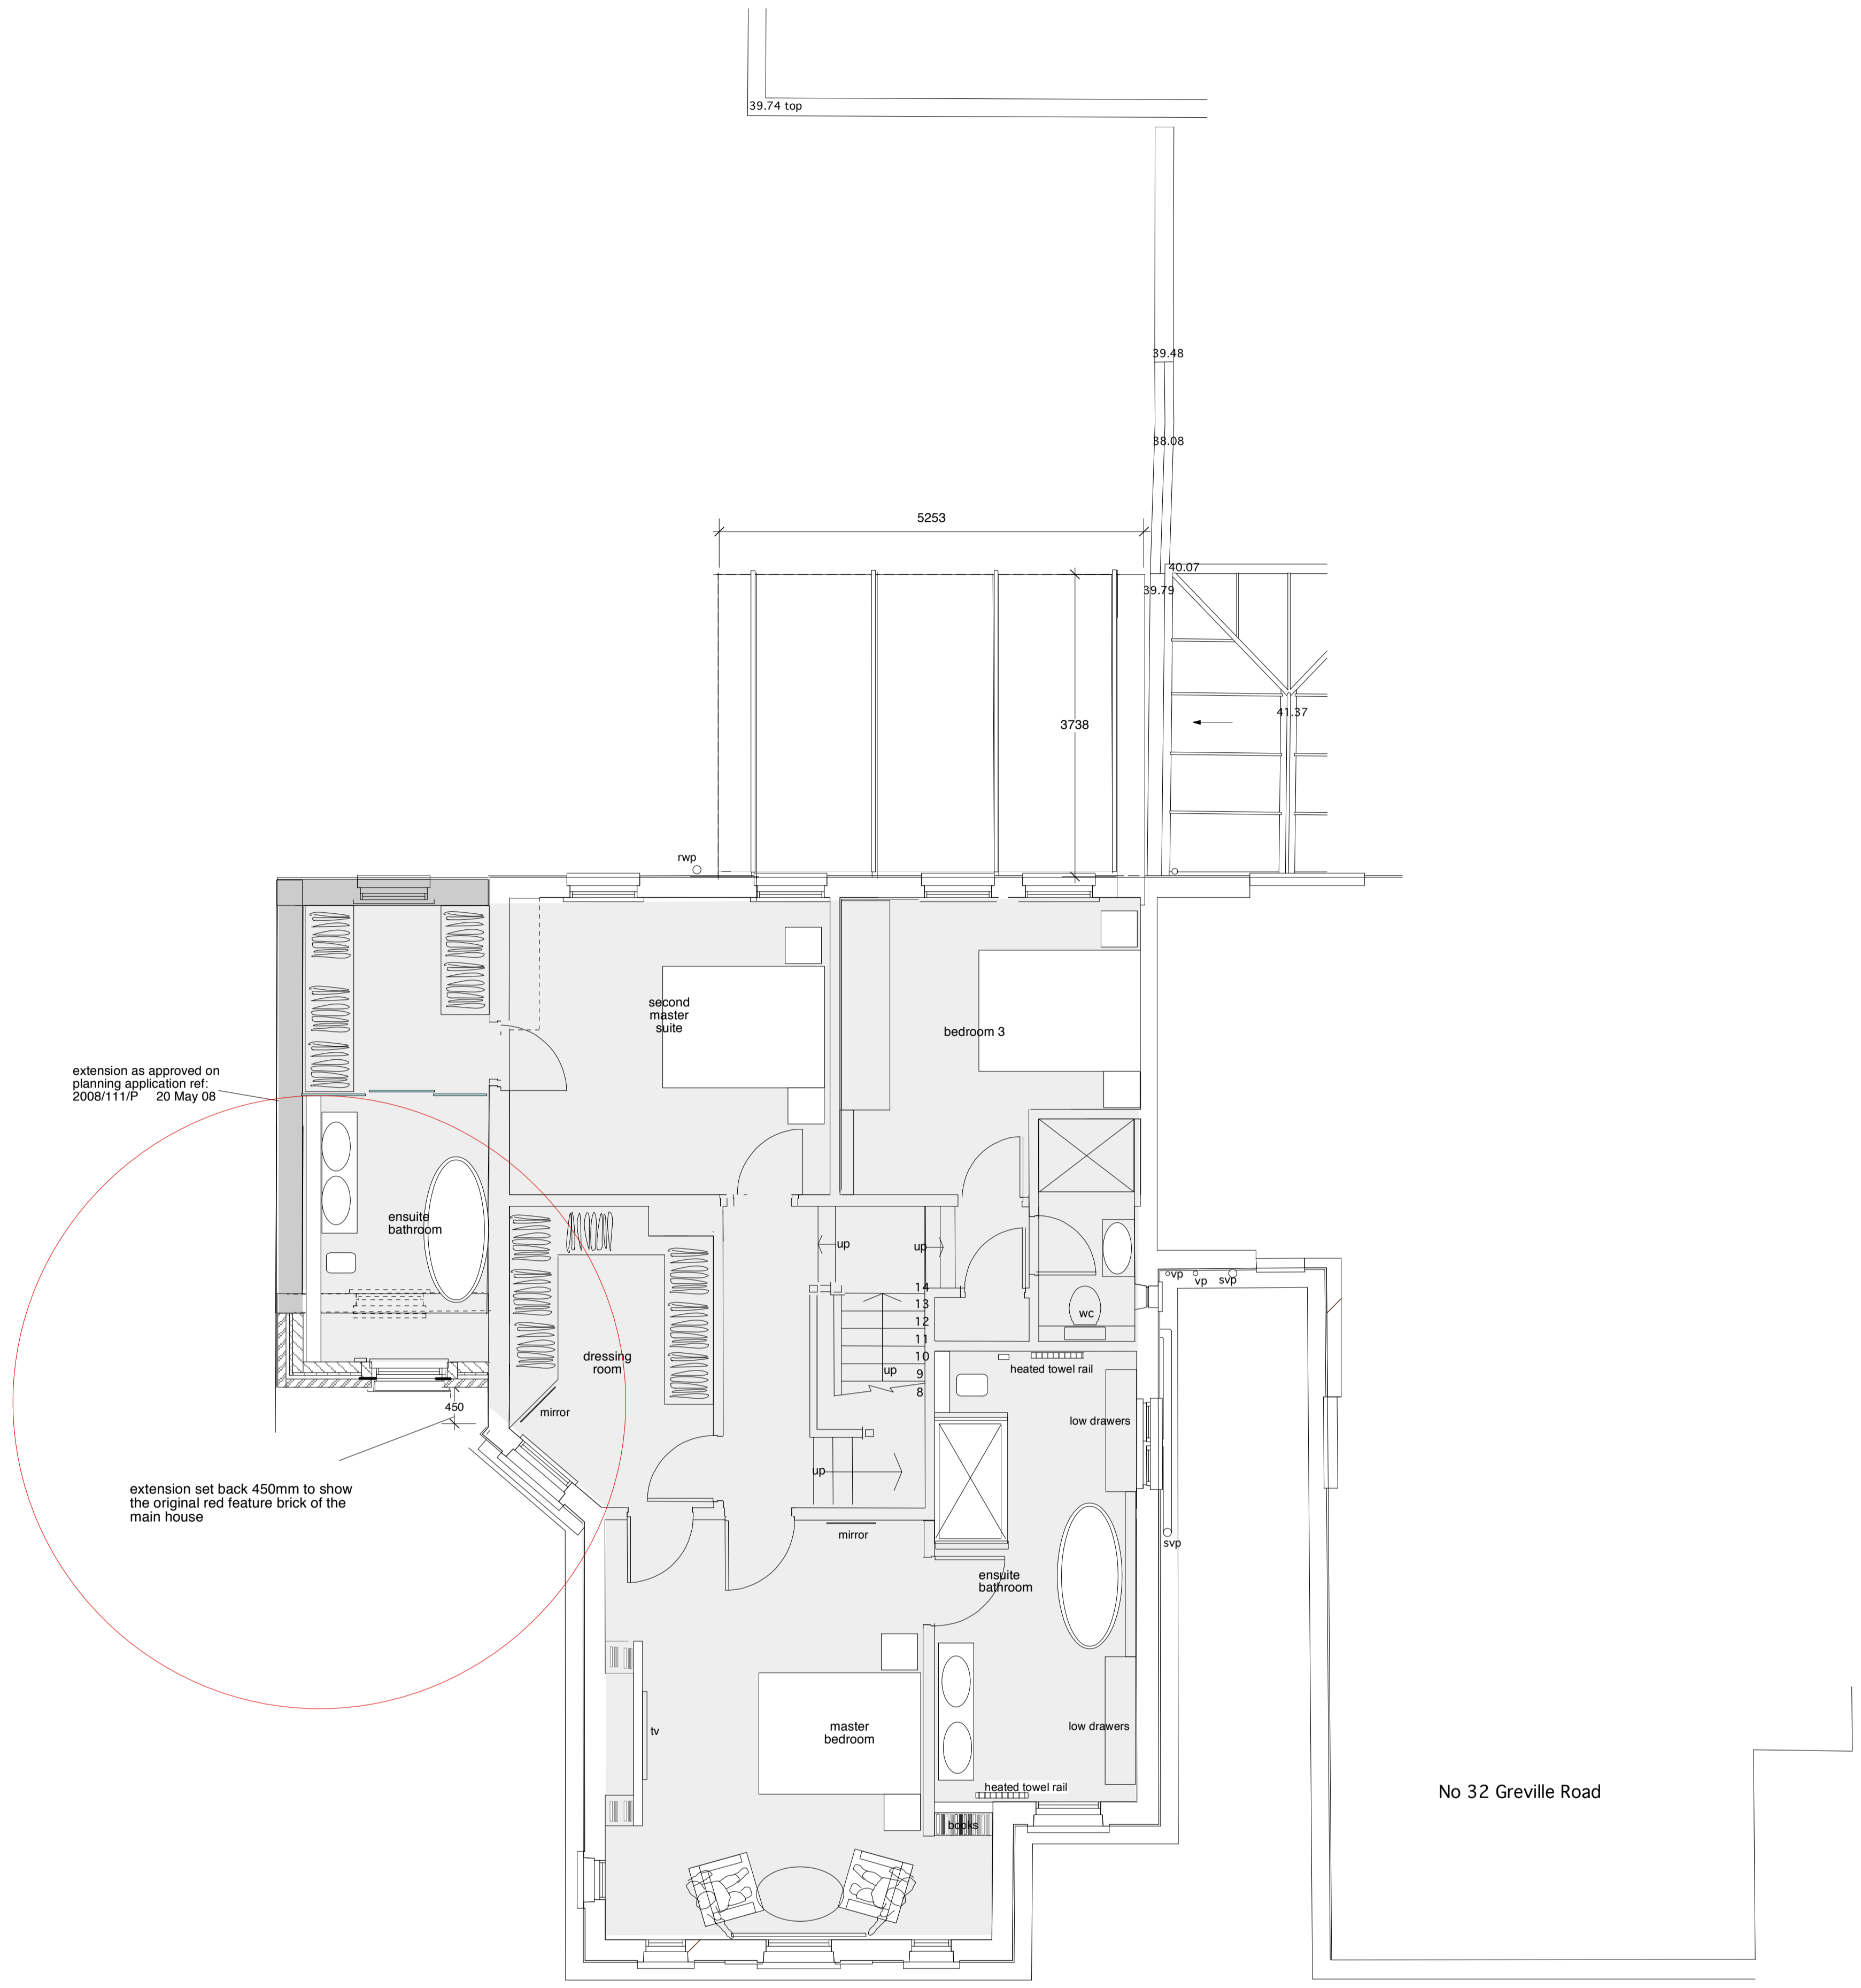 39.74 top
39.48
38.08
5253
40.07
39.79
41.37
3738
rwp
second
master
suite
bedroom 3
extension as approved on
planning application ref:
2008/111/P 20 May 08
ensuite
bathroom
up
up
vp
vp
svp
14
13
12
11
10
9
8
up
wc
dressing
room
heated towel rail
mirror
450
low drawers
up
extension set back 450mm to show
the original red feature brick of the
main house
mirror
svp
ensuite
bathroom
tv
master
bedroom
low drawers
heated towel rail
books
No 32 Greville Road